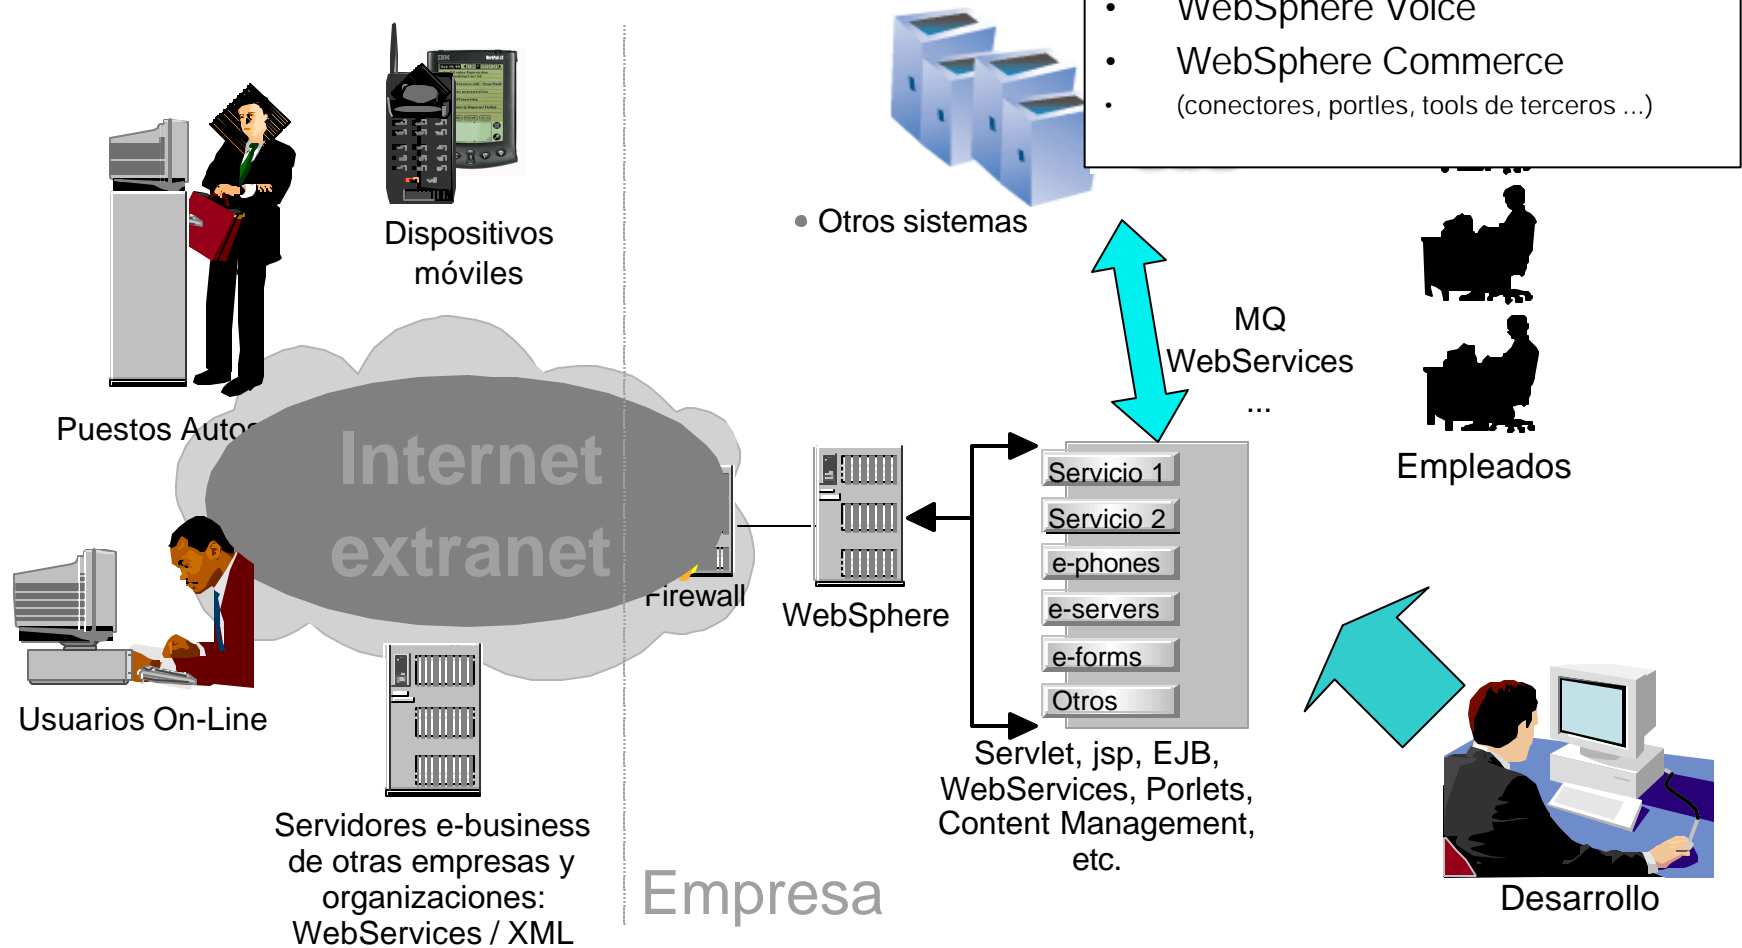 • WebSphere Voice
• WebSphere Commerce
• (conectores, portles, tools de terceros ...)
Dispositivos
móviles
• Otros sistemas
MQ
WebServices
...
Puestos
Internet
extranet
Firewall
WebSphere
Servicio 1
Servicio 2
e-phones
e-servers
e-forms
Otros
Empleados
Usuarios On-Line
Servlet, jsp, EJB,
WebServices, Porlets,
Content Management,
etc.
Servidores e-business
de otras empresas y
organizaciones:
WebServices / XML
Empresa
Desarrollo